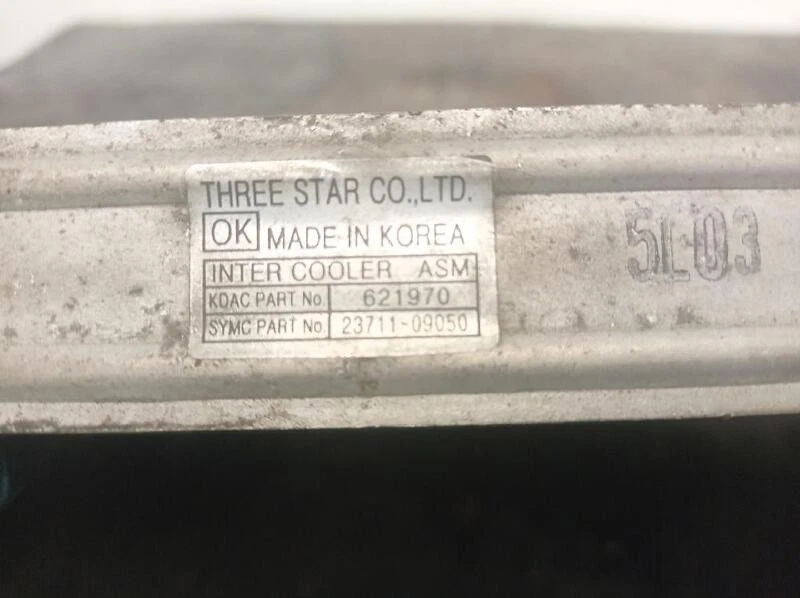 THREE STAR CO.,LTD.
OK MADE IN KOREA
INTER COOLER ASM
KDAC PART No. 621970
SYMC PART No. 23711-09050
5L03